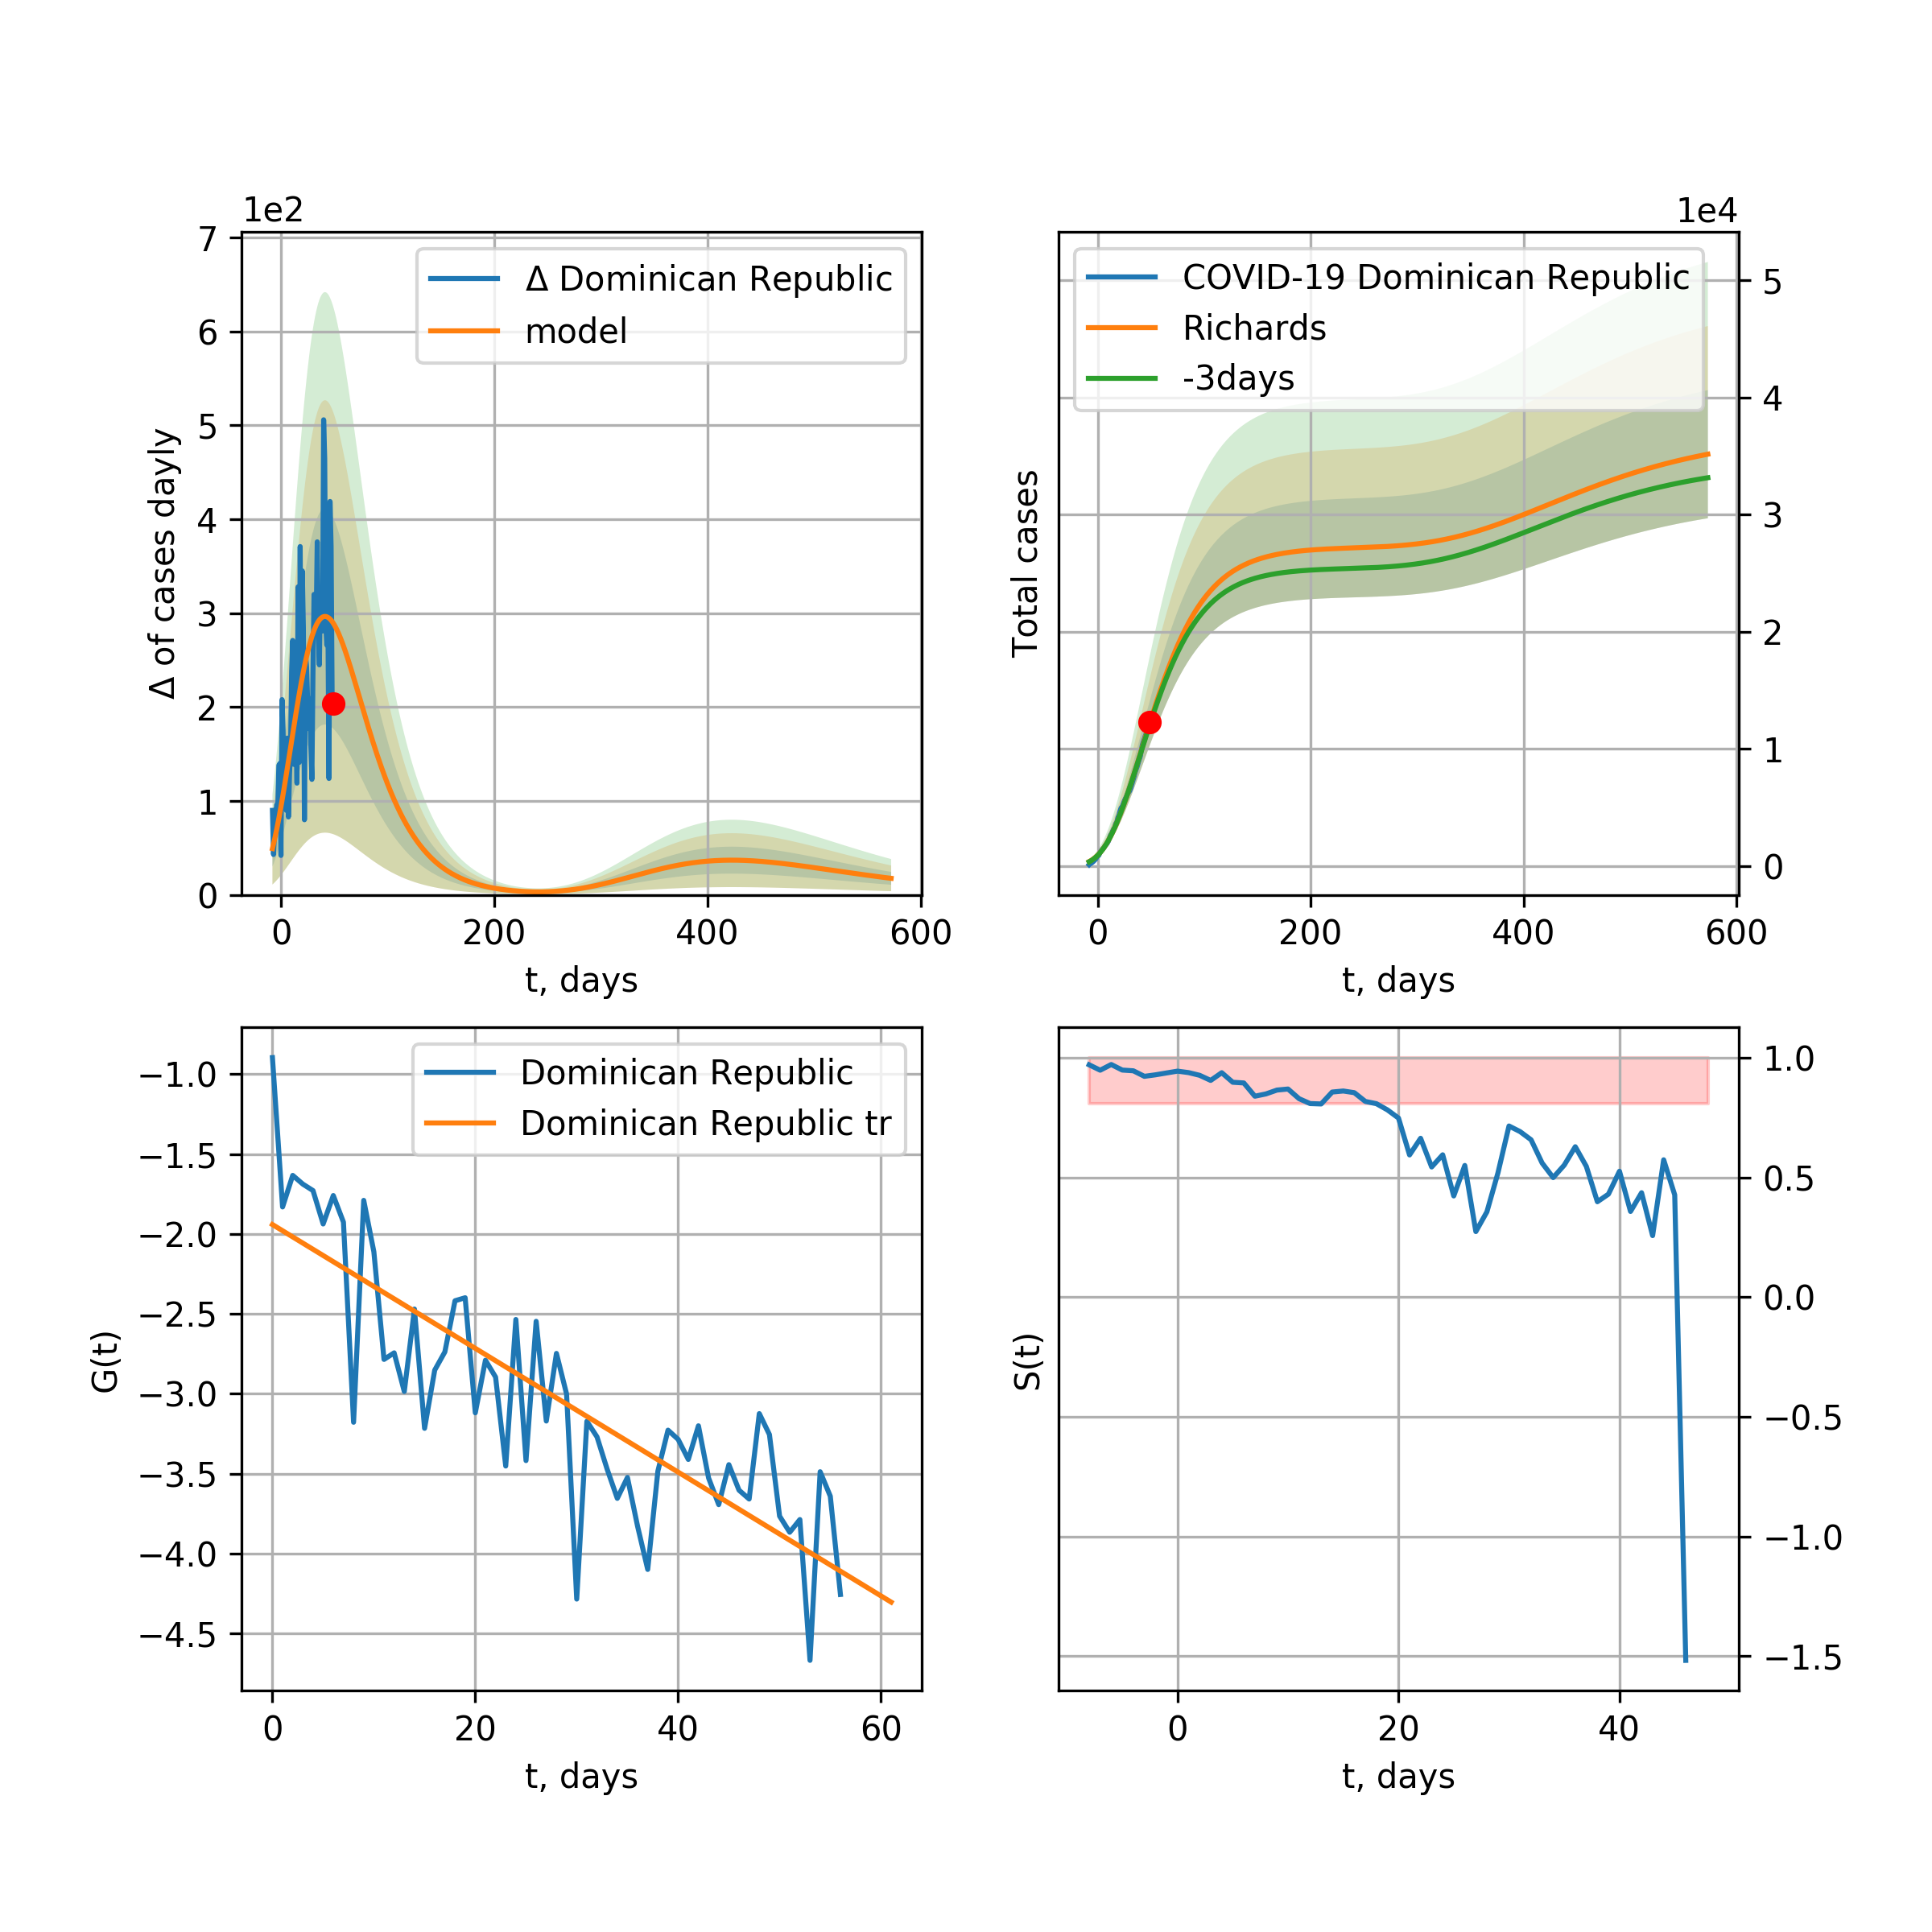 1e2
7
6
5
4
3
2
1
0
Δ of cases dayly
Δ Dominican Republic
model
0 200 400 600
t, days
1e4
Total cases
COVID-19 Dominican Republic
Richards
-3days
5
4
3
2
1
0
0 200 400 600
t, days
−1.0
−1.5
−2.0
−2.5
−3.0
−3.5
−4.0
−4.5
G(t)
Dominican Republic
Dominican Republic tr
0 20 40 60
t, days
S(t)
1.0
0.5
0.0
−0.5
−1.0
−1.5
0 20 40
t, days